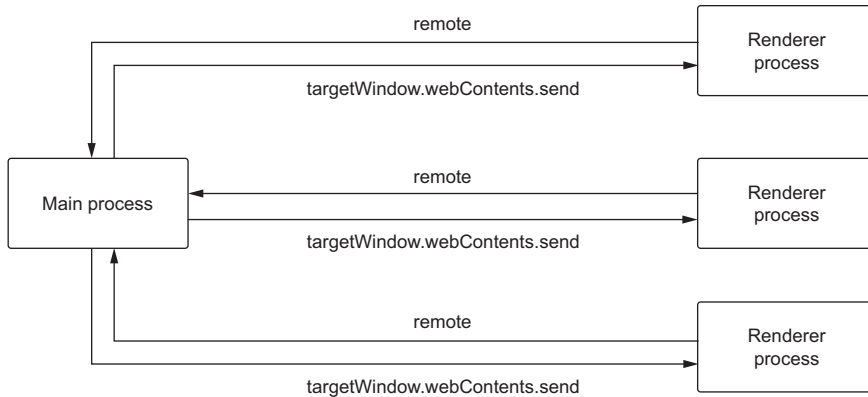 remote
Renderer
process
targetWindow.webContents.send
Main process
remote
Renderer
process
targetWindow.webContents.send
remote
Renderer
process
targetWindow.webContents.send